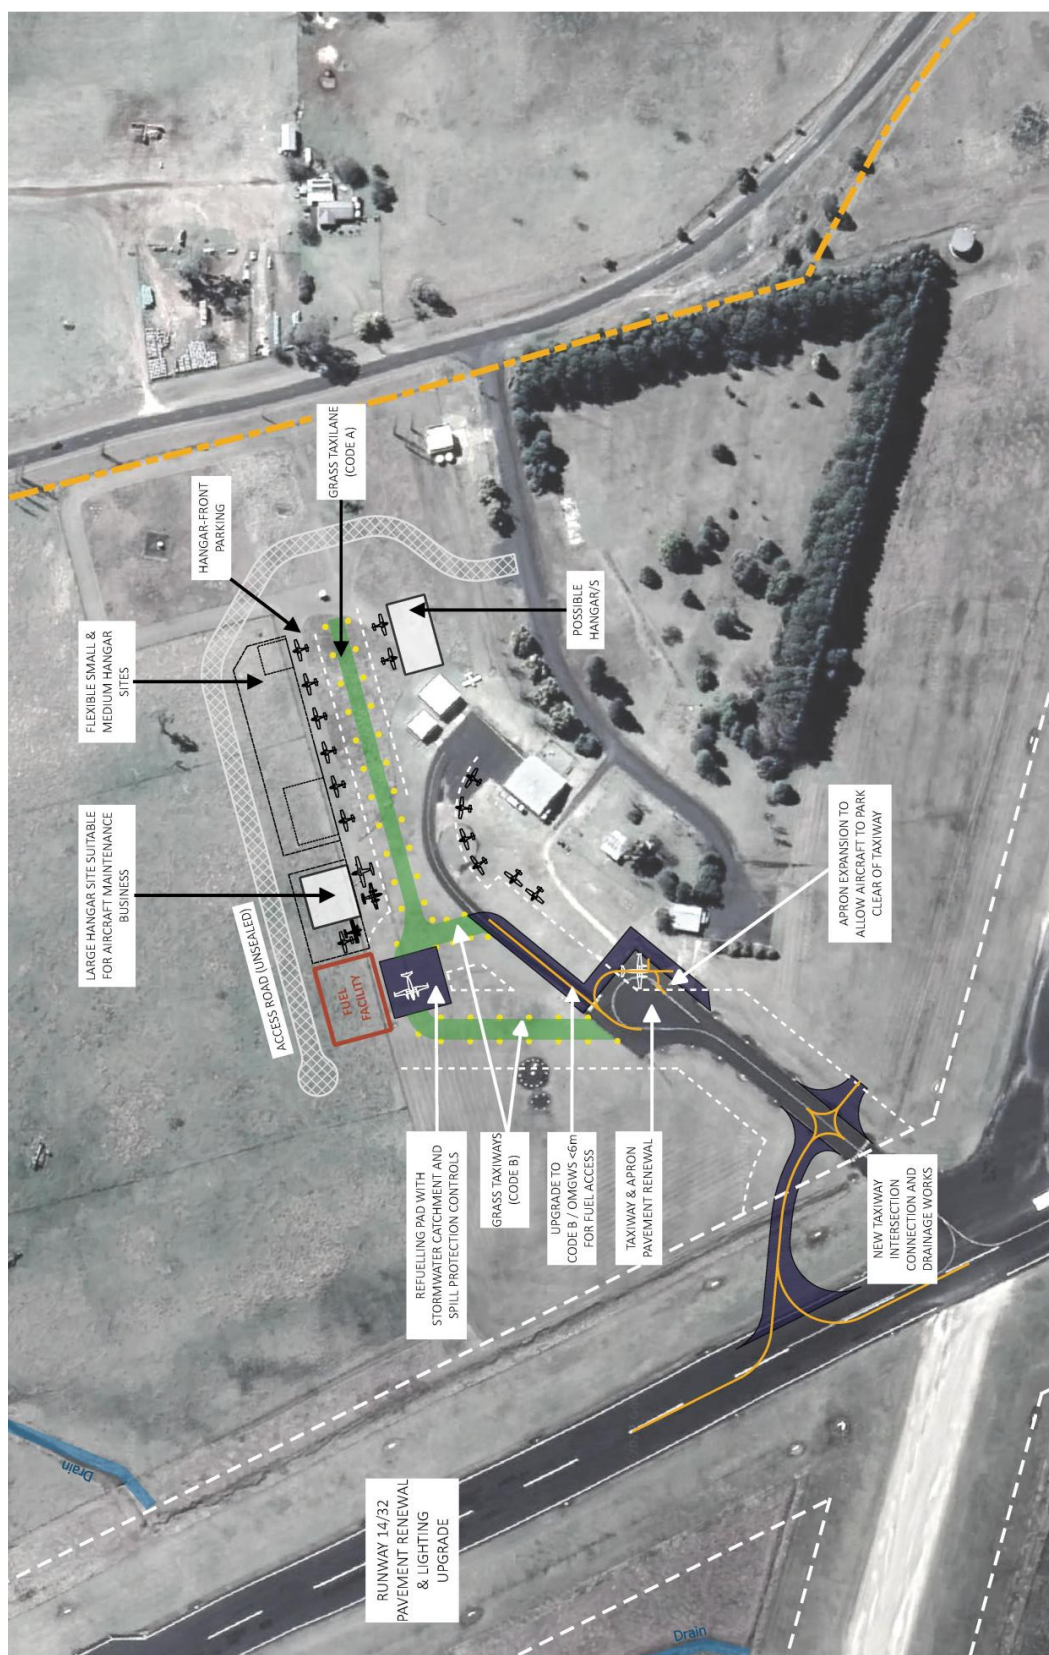 FLEXIBLE SMALL &
MEDIUM HANGAR
SITES
HANGAR-FRONT
PARKING
GRASS TAXILANE
(CODE A)
LARGE HANGAR SITE SUITABLE
FOR AIRCRAFT MAINTENANCE
BUSINESS
ACCESS ROAD (UNSEALED)
FUEL
FACILITY
POSSIBLE
HANGAR/S
REFUELLING PAD WITH
STORMWATER CATCHMENT AND
SPILL PROTECTION CONTROLS
GRASS TAXIWAYS
(CODE B)
UPGRADE TO
CODE B / OMGWS <6m
FOR FUEL ACCESS
TAXIWAY & APRON
PAVEMENT RENEWAL
APRON EXPANSION TO
ALLOW AIRCRAFT TO PARK
CLEAR OF TAXIWAY
NEW TAXIWAY
INTERSECTION
CONNECTION AND
DRAINAGE WORKS
RUNWAY 14/32
PAVEMENT RENEWAL
& LIGHTING
UPGRADE
Drain
Drain